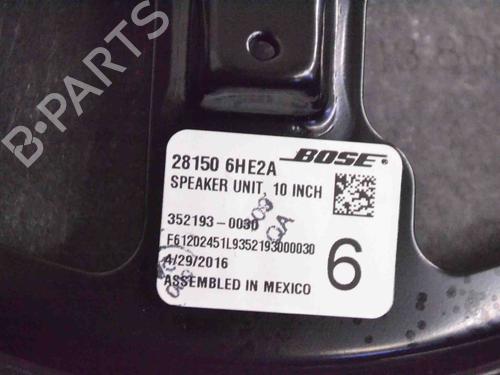 B-PARTS
28150 6HE2A
BOSE
SPEAKER UNIT, 10 INCH
352193-0030
F61202451L9352193000030
4/29/2016
ASSEMBLED IN MEXICO
6